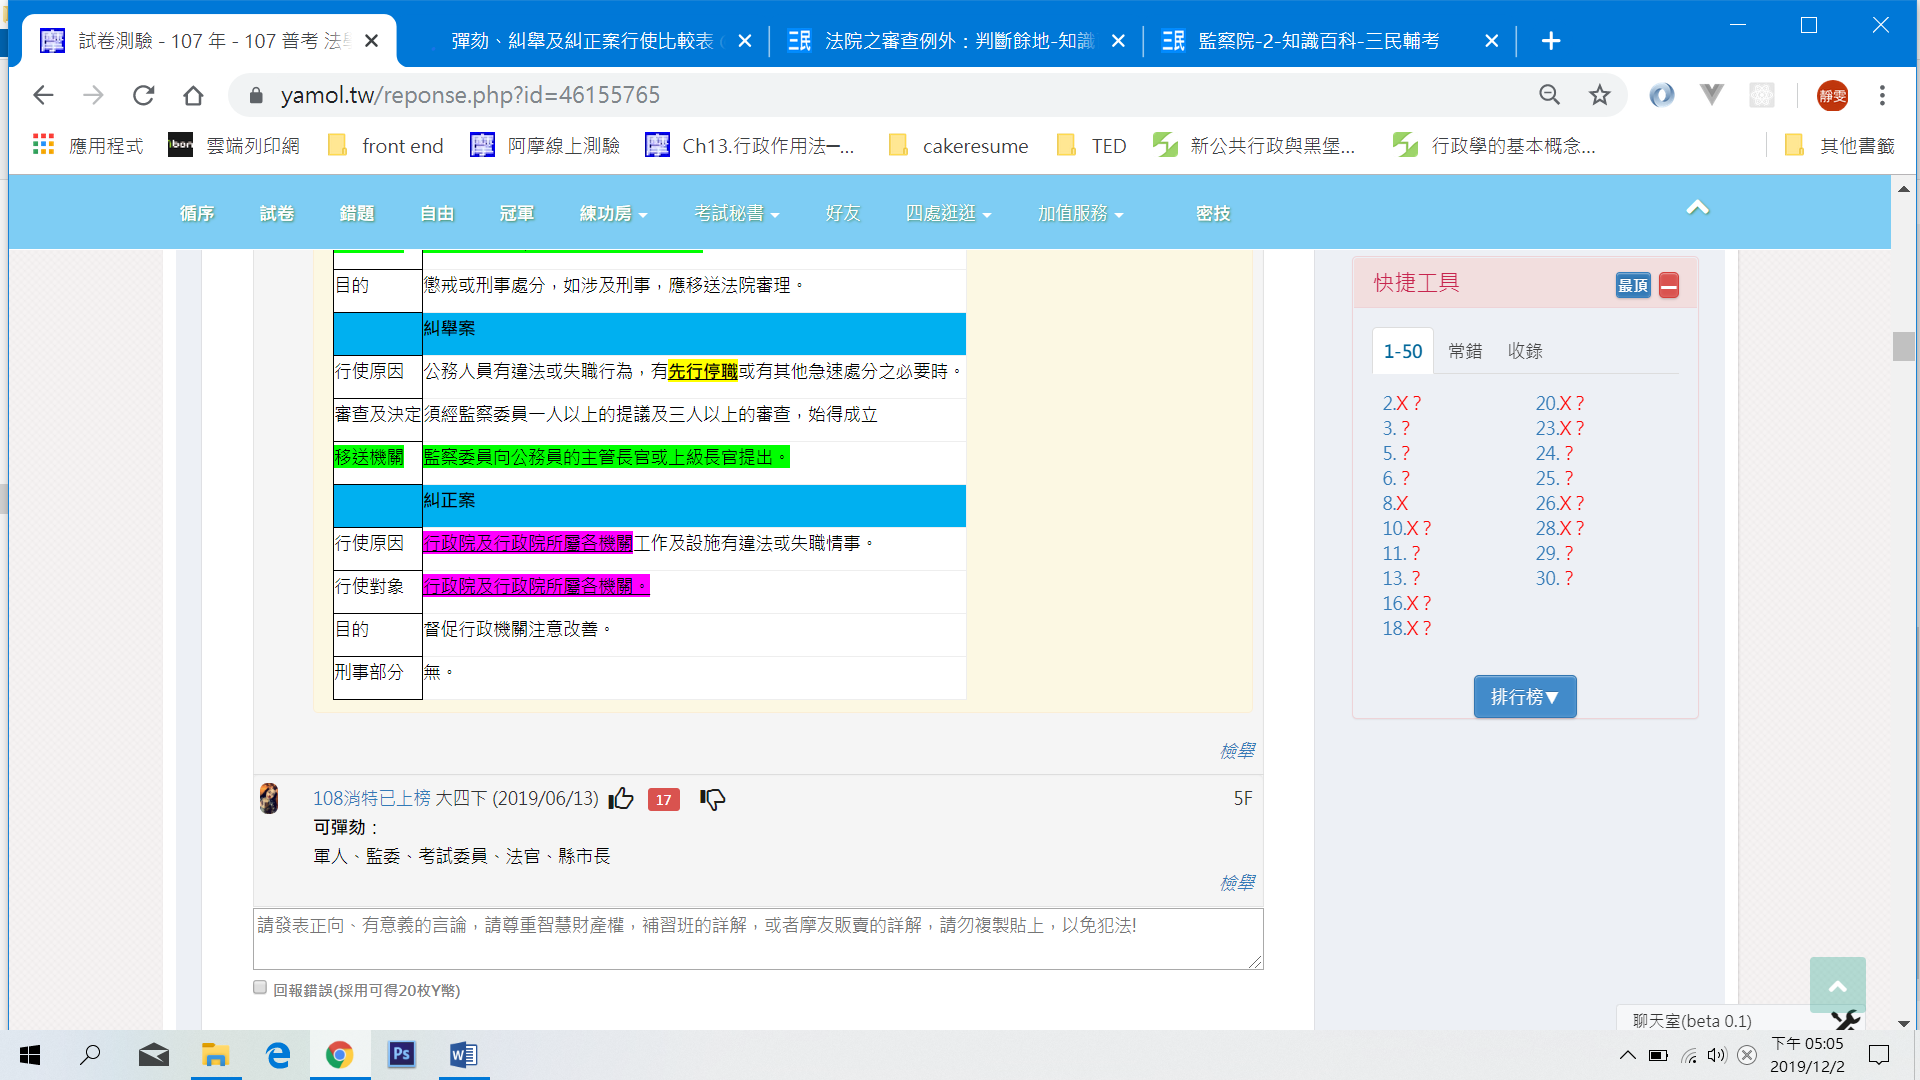 試卷測驗 - 107 年 - 107 普考 法
彈劾、糾舉及糾正案行使比較表
三民 法院之審查例外：判斷餘地-知識
三民 監察院-2-知識百科-三民輔考
yamol.tw/reponse.php?id=46155765
靜雯
應用程式
ibon 雲端列印網
front end
摩 阿摩線上測驗
摩 Ch13.行政作用法─...
cakeresume
TED
新公共行政與黑堡...
行政學的基本概念...
其他書籤
循序 試卷 錯題 自由 冠軍 練功房 考試秘書 好友 四處逛逛 加值服務 密技
目的 懲戒或刑事處分，如涉及刑事，應移送法院審理。
糾舉案
行使原因 公務人員有違法或失職行為，有先行停職或有其他急速處分之必要時。
審查及決定 須經監察委員一人以上的提議及三人以上的審查，始得成立
移送機關 監察委員向公務員的主管長官或上級長官提出。
糾正案
行使原因 行政院及行政院所屬各機關工作及設施有違法或失職情事。
行使對象 行政院及行政院所屬各機關。
目的 督促行政機關注意改善。
刑事部分 無。
檢舉
108消特已上榜 大四下 (2019/06/13) 17 5F
可彈劾：
軍人、監委、考試委員、法官、縣市長
檢舉
請發表正向、有意義的言論，請尊重智慧財產權，補習班的詳解，或者摩友販賣的詳解，請勿複製貼上，以免犯法!
回報錯誤(採用可得20枚Y幣)
快捷工具 最頂
1-50 常錯 收錄
2.X ? 20.X ?
3. ? 23.X ?
5. ? 24. ?
6. ? 25. ?
8.X 26.X ?
10.X ? 28.X ?
11. ? 29. ?
13. ? 30. ?
16.X ?
18.X ?
排行榜▼
聊天室(beta 0.1)
Ps
下午 05:05
2019/12/2